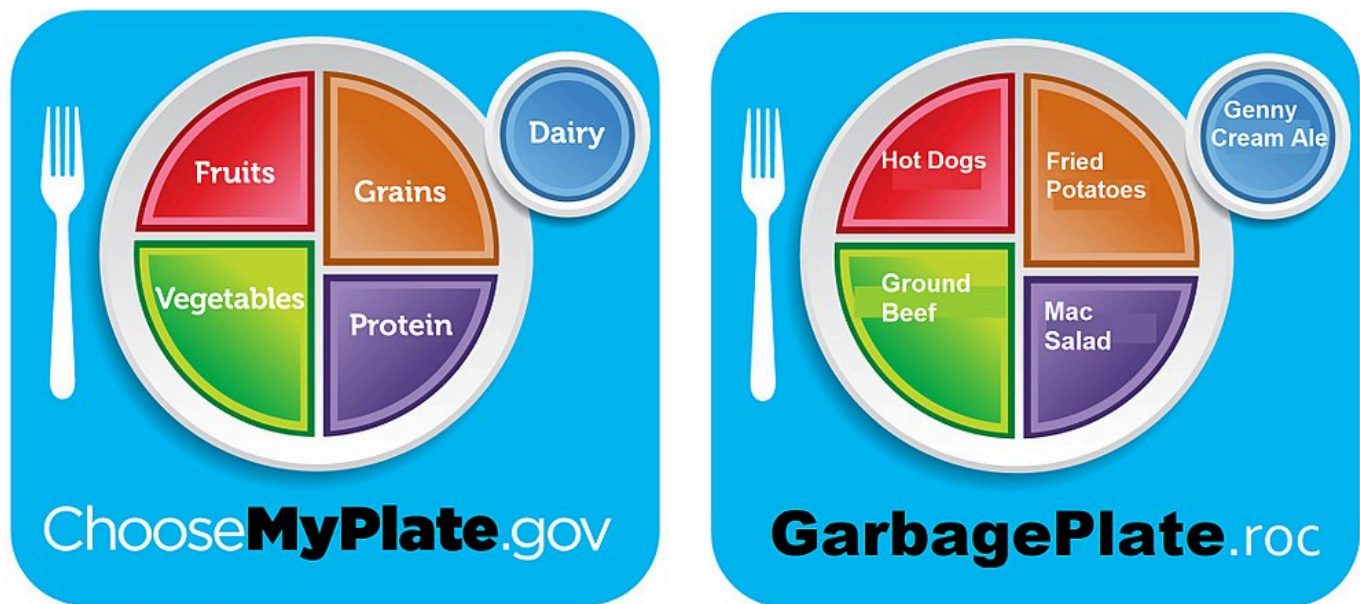 Fruits
Grains
Dairy
Vegetables
Protein
ChooseMyPlate.gov
Hot Dogs
Fried
Potatoes
Genny
Cream Ale
Ground
Beef
Mac
Salad
GarbagePlate.roc